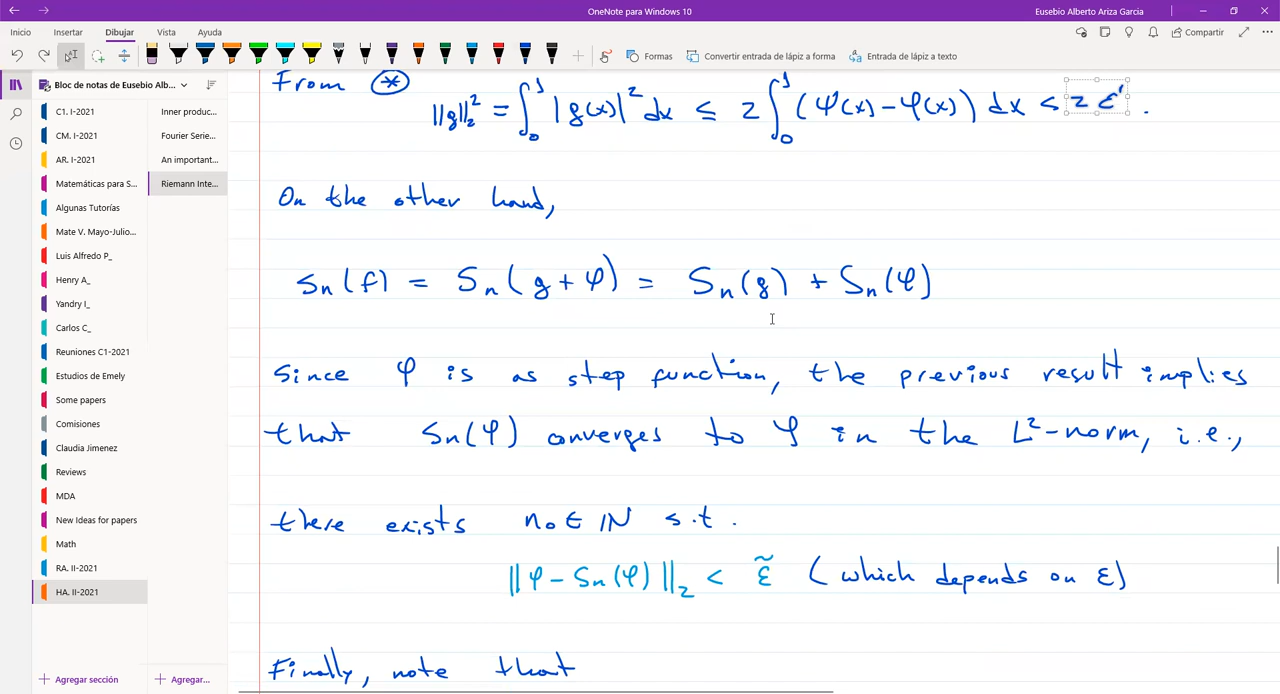 OneNote para Windows 10
Eusebio Alberto Ariza Garcia
Inicio Insertar Dibujar Vista Ayuda
Compartir
Formas
Convertir entrada de lápiz a forma
Entrada de lápiz a texto
Bloc de notas de Eusebio Alb...
C1. I-2021
CM. I-2021
AR. I-2021
Matemáticas para S...
Algunas Tutorías
Mate V. Mayo-Julio...
Luis Alfredo P_
Henry A_
Yandry I_
Carlos C_
Reuniones C1-2021
Estudios de Emely
Some papers
Comisiones
Claudia Jimenez
Reviews
MDA
New Ideas for papers
Math
RA. II-2021
HA. II-2021
Agregar sección
Inner produc...
Fourier Serie...
An important...
Riemann Inte...
Agregar...
From (*)
||g||₂² = ∫₀¹ |g(x)|² dx ≤ 2 ∫₀¹ (ψ(x) - φ(x)) dx ≤ 2 ε'.
On the other hand,
Sn(f) = Sn(g + φ) = Sn(g) + Sn(φ)
Since φ is as step function, the previous result implies
that Sn(φ) converges to φ in the L²-norm, i.e.,
there exists n₀ ∈ ℕ s.t.
||φ - Sn(φ)||₂ < ε̃ (which depends on ε)
Finally, note that